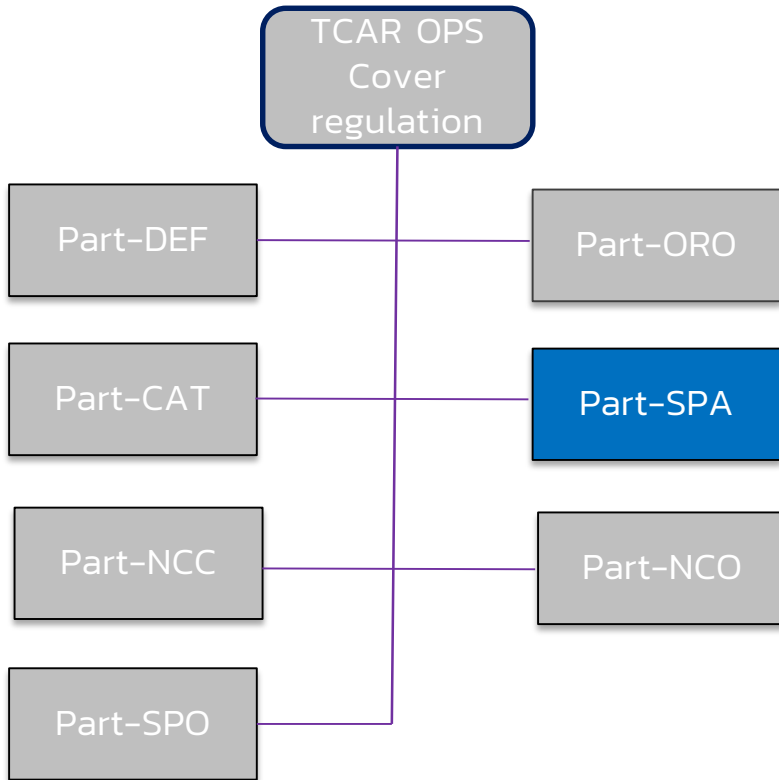 TCAR OPS
Cover
regulation
Part-DEF
Part-ORO
Part-CAT
Part-SPA
Part-NCC
Part-NCO
Part-SPO